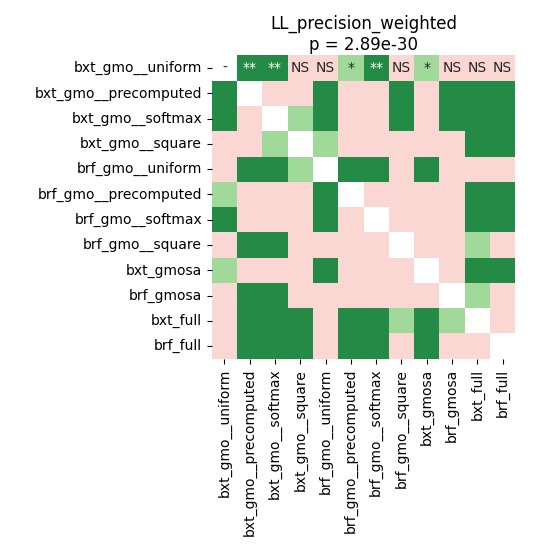 LL_precision_weighted
p = 2.89e-30
bxt_gmo__uniform - ** ** NS NS * ** NS * NS NS NS
bxt_gmo__precomputed
bxt_gmo__softmax
bxt_gmo__square
brf_gmo__uniform
brf_gmo__precomputed
brf_gmo__softmax
brf_gmo__square
bxt_gmosa
brf_gmosa
bxt_full
brf_full
bxt_gmo__uniform
bxt_gmo__precomputed
bxt_gmo__softmax
bxt_gmo__square
brf_gmo__uniform
brf_gmo__precomputed
brf_gmo__softmax
brf_gmo__square
bxt_gmosa
brf_gmosa
bxt_full
brf_full